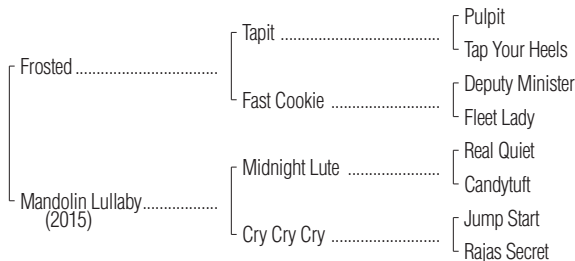 Pulpit
Tapit ..............................
Tap Your Heels
Frosted ................................
Deputy Minister
Fast Cookie .....................
Fleet Lady
Real Quiet
Midnight Lute ..................
Candytuft
Mandolin Lullaby................
(2015)
Jump Start
Cry Cry Cry .....................
Rajas Secret